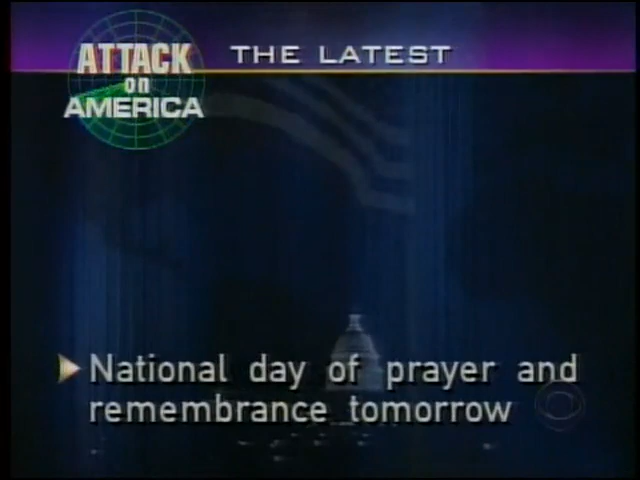 ATTACK
on
AMERICA
THE LATEST
National day of prayer and
remembrance tomorrow